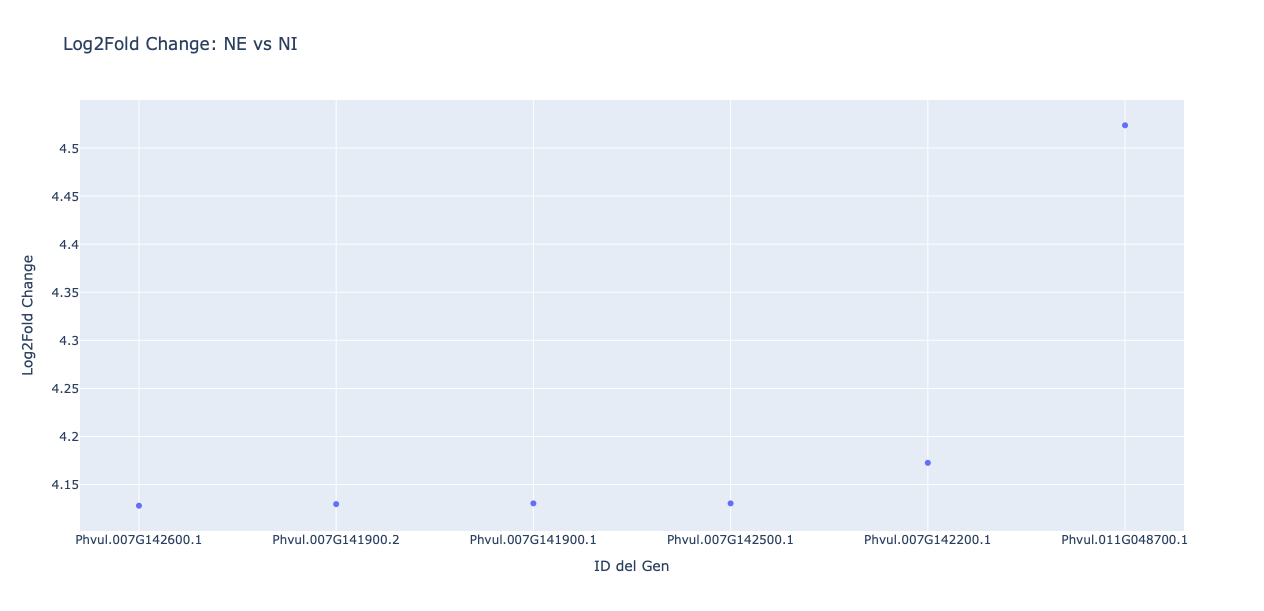 Log2Fold Change: NE vs NI
Log2Fold Change
4.5
4.45
4.4
4.35
4.3
4.25
4.2
4.15
Phvul.007G142600.1
Phvul.007G141900.2
Phvul.007G141900.1
Phvul.007G142500.1
Phvul.007G142200.1
Phvul.011G048700.1
ID del Gen